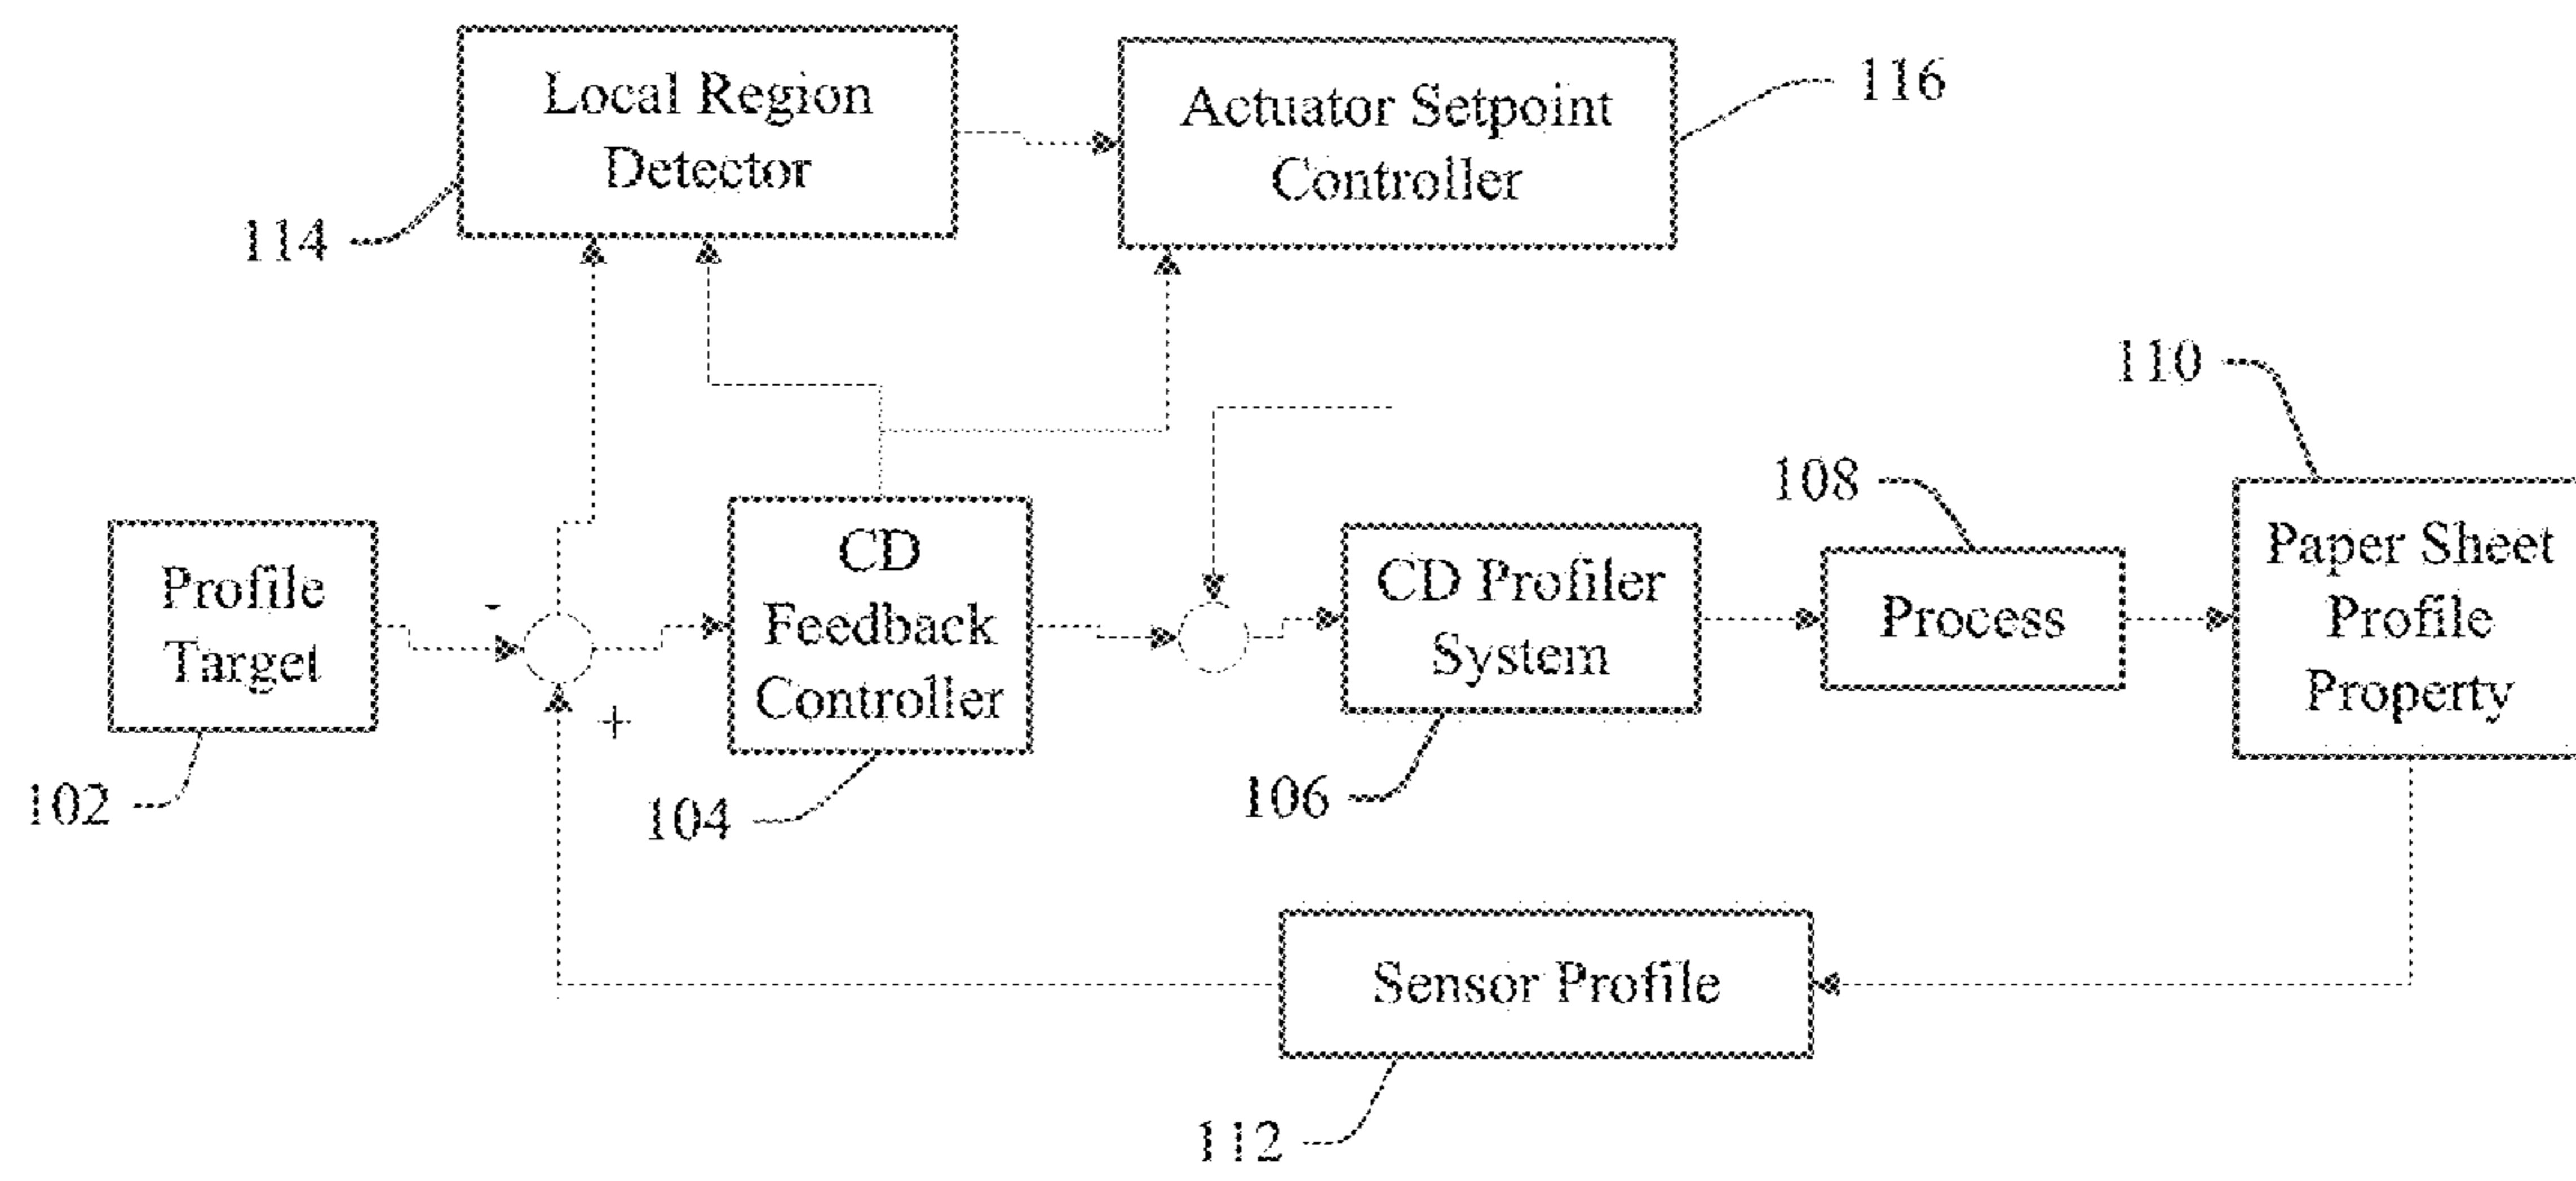 Local Region
Detector
Actuator Setpoint
Controller
116
114
110
108
Profile
Target
-
+
CD
Feedback
Controller
CD Profiler
System
Process
Paper Sheet
Profile
Property
102
104
106
Sensor Profile
112